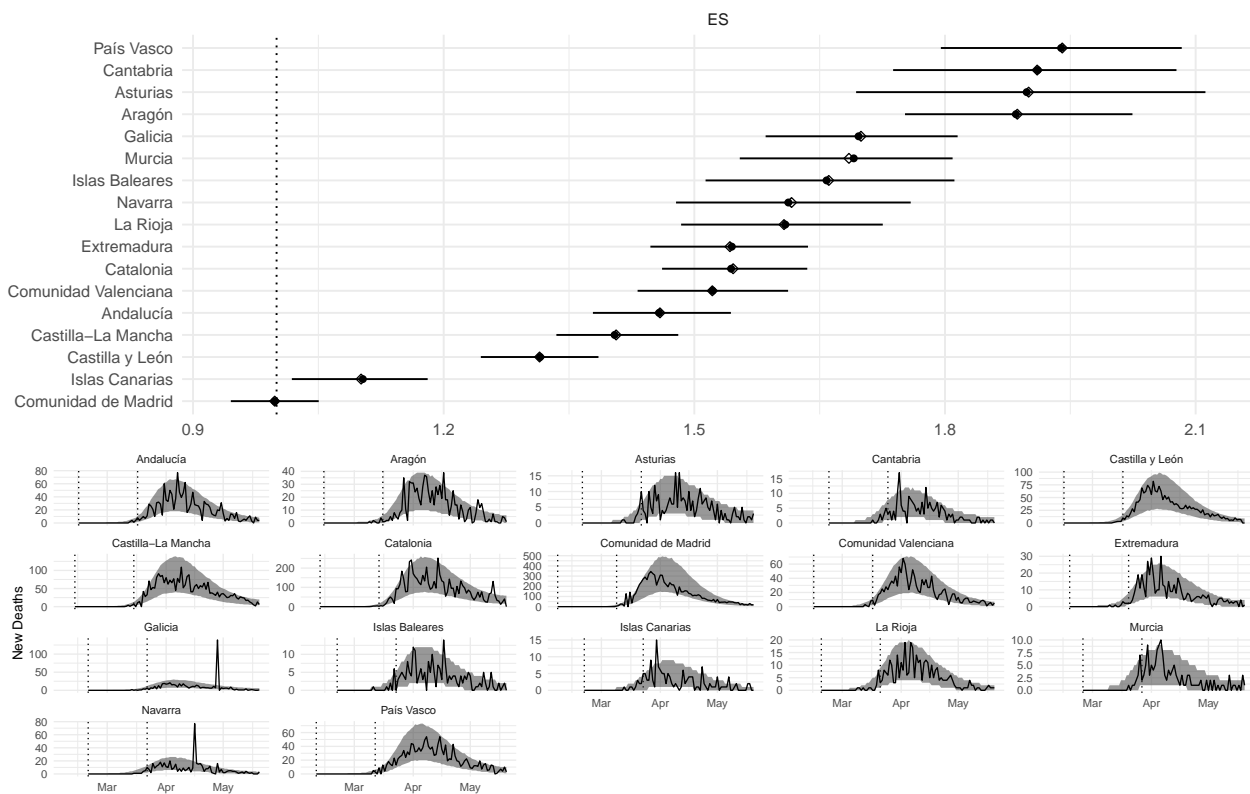 ES
País Vasco
Cantabria
Asturias
Aragón
Galicia
Murcia
Islas Baleares
Navarra
La Rioja
Extremadura
Catalonia
Comunidad Valenciana
Andalucía
Castilla–La Mancha
Castilla y León
Islas Canarias
Comunidad de Madrid
0.9 1.2 1.5 1.8 2.1
Andalucía Aragón Asturias Cantabria Castilla y León
80 40 15 15 100
60 30 10 10 75
40 20 5 5 50
20 10 0 0 25
0 0 0
Castilla–La Mancha Catalonia Comunidad de Madrid Comunidad Valenciana Extremadura
100 200 500 60 30
50 100 400 40 20
0 0 300 20 10
200 0 0
100
0
New Deaths
Galicia Islas Baleares Islas Canarias La Rioja Murcia
100 10 15 20 10.0
50 5 10 15 7.5
0 0 5 10 5.0
0 5 2.5
0 0.0
Mar Apr May Mar Apr May Mar Apr May
Navarra País Vasco
80 60
60 40
40 20
20 0
0
Mar Apr May Mar Apr May